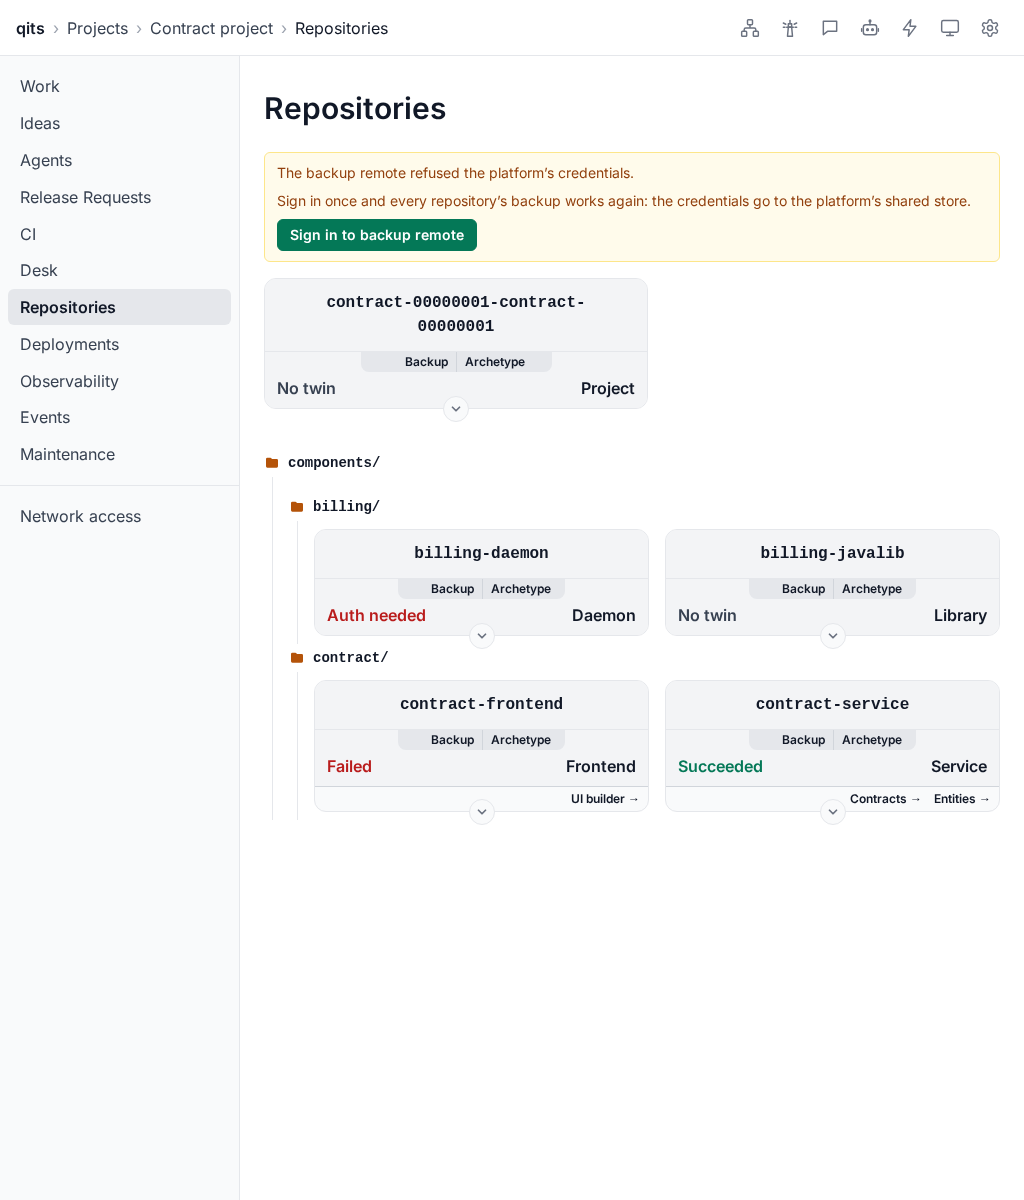 qits › Projects › Contract project › Repositories
Work
Ideas
Agents
Release Requests
CI
Desk
Repositories
Deployments
Observability
Events
Maintenance
Network access
Repositories
The backup remote refused the platform’s credentials.
Sign in once and every repository’s backup works again: the credentials go to the platform’s shared store.
Sign in to backup remote
contract-00000001-contract-
00000001
Backup Archetype
No twin Project
components/
billing/
billing-daemon
Backup Archetype
Auth needed Daemon
billing-javalib
Backup Archetype
No twin Library
contract/
contract-frontend
Backup Archetype
Failed Frontend
UI builder →
contract-service
Backup Archetype
Succeeded Service
Contracts → Entities →